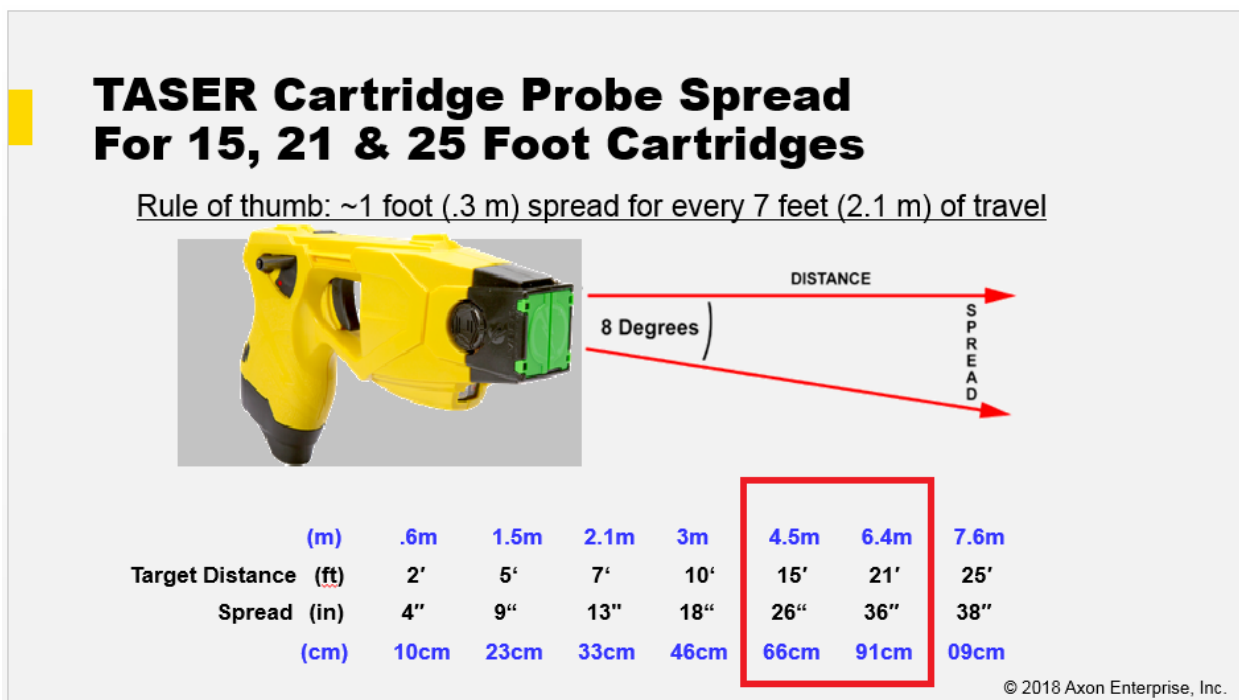 TASER Cartridge Probe Spread
For 15, 21 & 25 Foot Cartridges
Rule of thumb: ~1 foot (.3 m) spread for every 7 feet (2.1 m) of travel
DISTANCE
8 Degrees
SPREAD
(m) .6m 1.5m 2.1m 3m 4.5m 6.4m 7.6m
Target Distance (ft) 2′ 5‘ 7‘ 10‘ 15′ 21′ 25′
Spread (in) 4″ 9“ 13" 18“ 26“ 36″ 38″
(cm) 10cm 23cm 33cm 46cm 66cm 91cm 09cm
© 2018 Axon Enterprise, Inc.